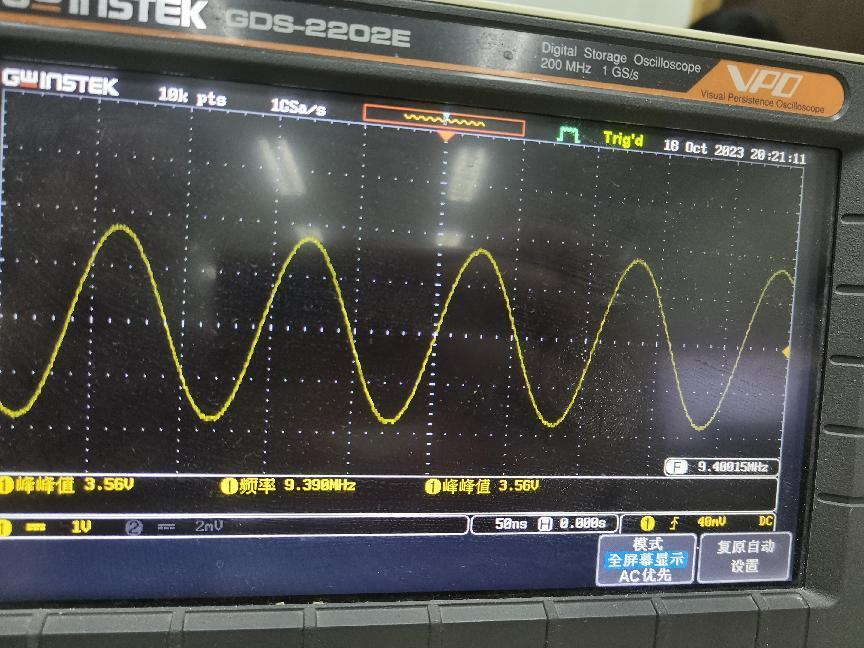 GWINSTEK GDS-2202E
Digital Storage Oscilloscope
200 MHz 1 GS/s
VPO
Visual Persistence Oscilloscope
GWINSTEK 10k pts 1GSa/s Trig'd 18 Oct 2023 20:21:11
F 9.40015MHz
1 峰峰值 3.56V 1 频率 9.390MHz 1 峰峰值 3.56V
1 1V 2 2mV 50ns H 0.000s 1 40mV DC
模式
全屏幕显示
AC优先
复原自动
设置